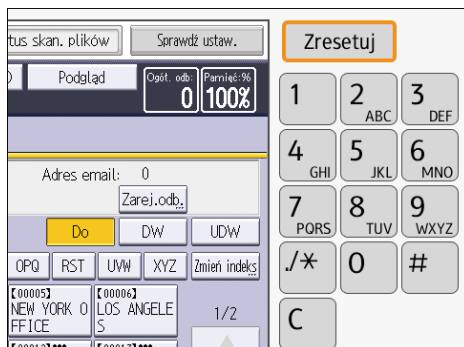 tus skan. plików Sprawdź ustaw. Zresetuj
Podgląd Ogół. odb: 0 Pamięć:% 100%
1 2 ABC 3 DEF
Adres email: 0
4 GHI 5 JKL 6 MNO
Zarej.odb.
Do DW UDW
7 PQRS 8 TUV 9 WXYZ
OPQ RST UVW XYZ Zmień indeks
./* 0 #
[00005] [00006]
NEW YORK O LOS ANGELE 1/2
FFICE S
C